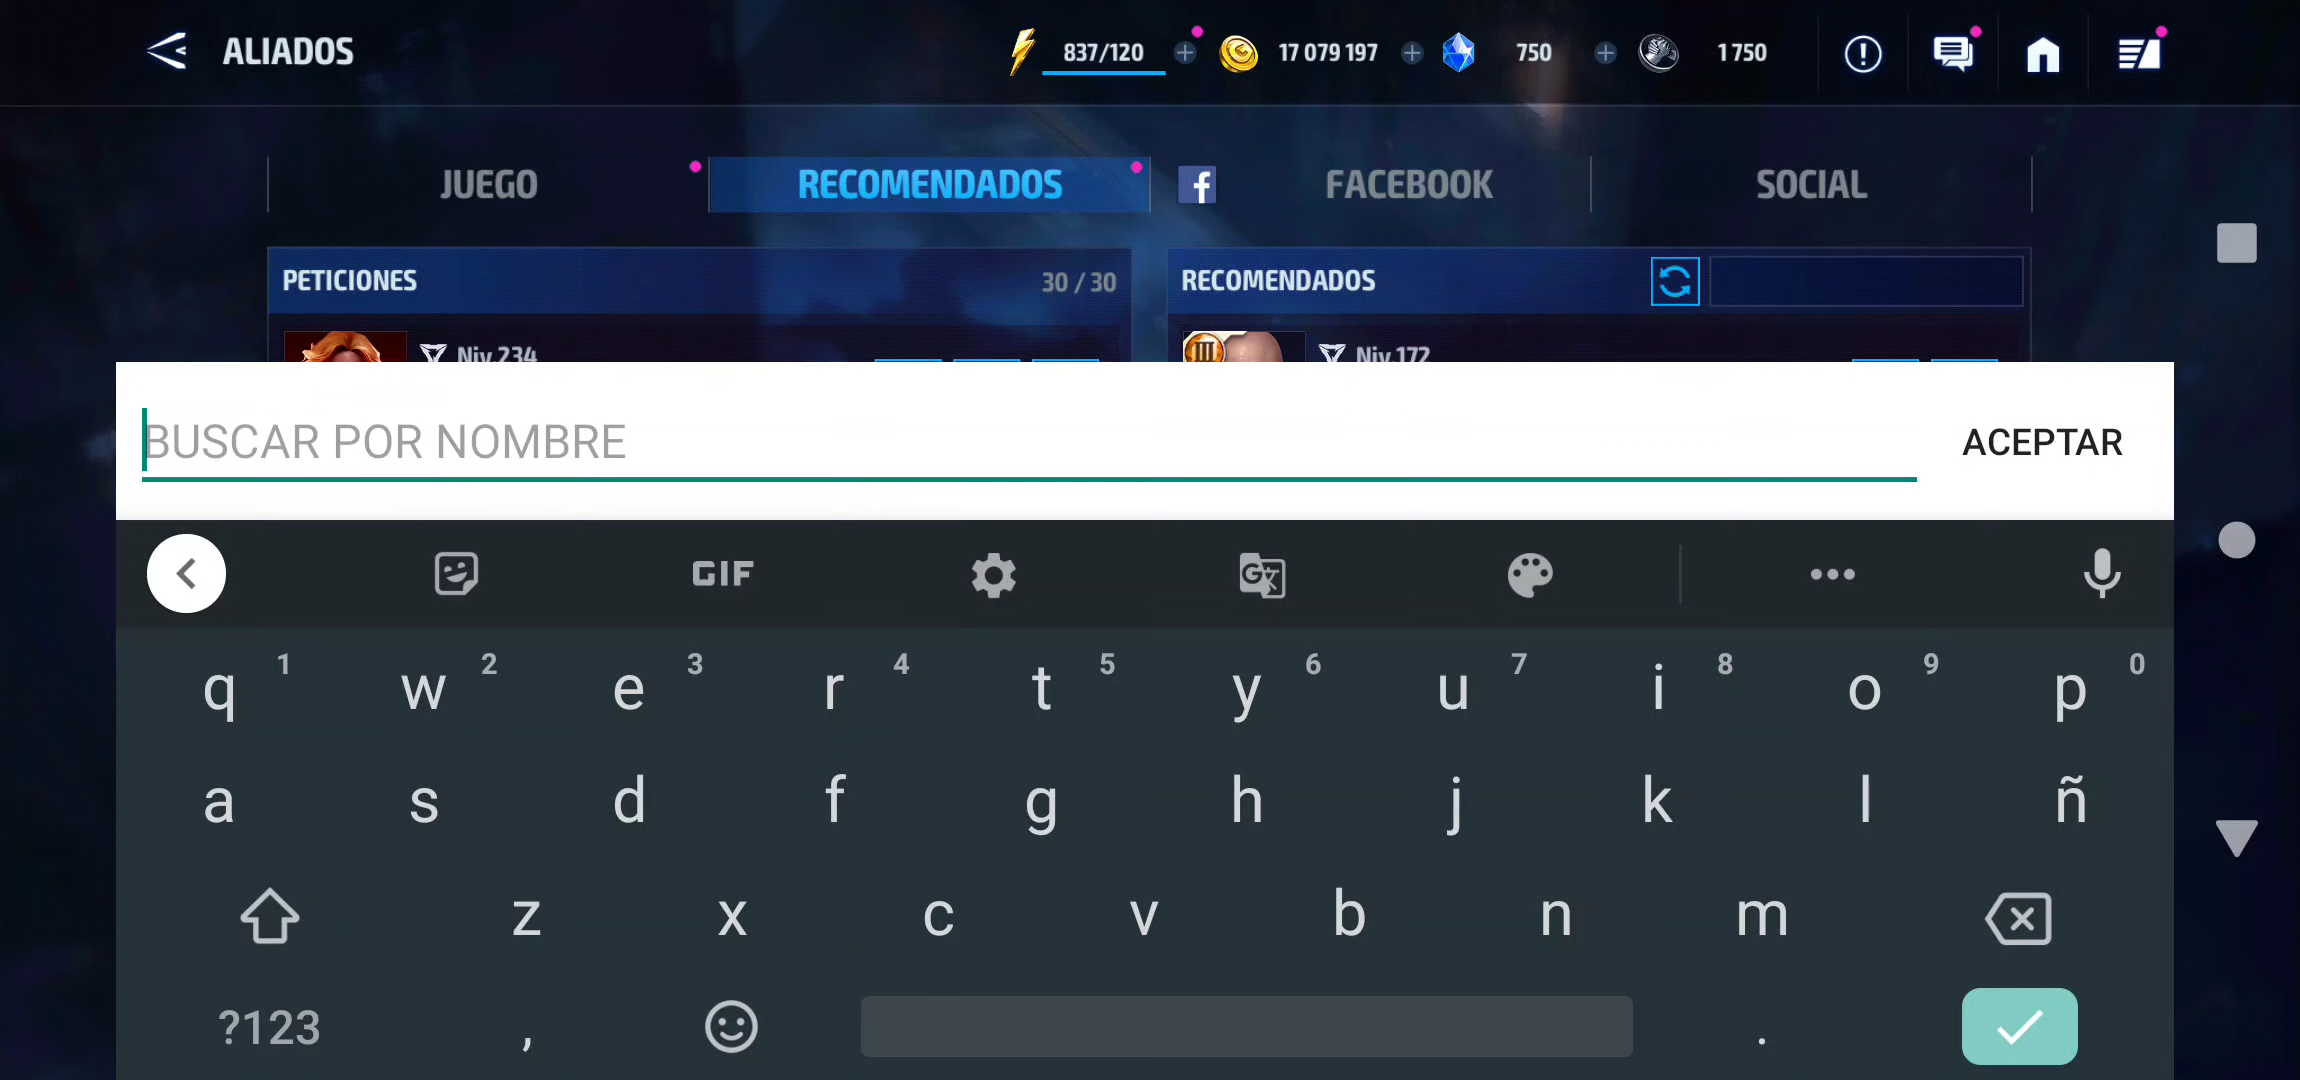 ALIADOS
837/120
17 079 197
750
1 750
JUEGO
RECOMENDADOS
FACEBOOK
SOCIAL
PETICIONES
30 / 30
RECOMENDADOS
Niv.234
Niv.172
BUSCAR POR NOMBRE
ACEPTAR
GIF
q 1 w 2 e 3 r 4 t 5 y 6 u 7 i 8 o 9 p 0
a s d f g h j k l ñ
z x c v b n m
?123 , .